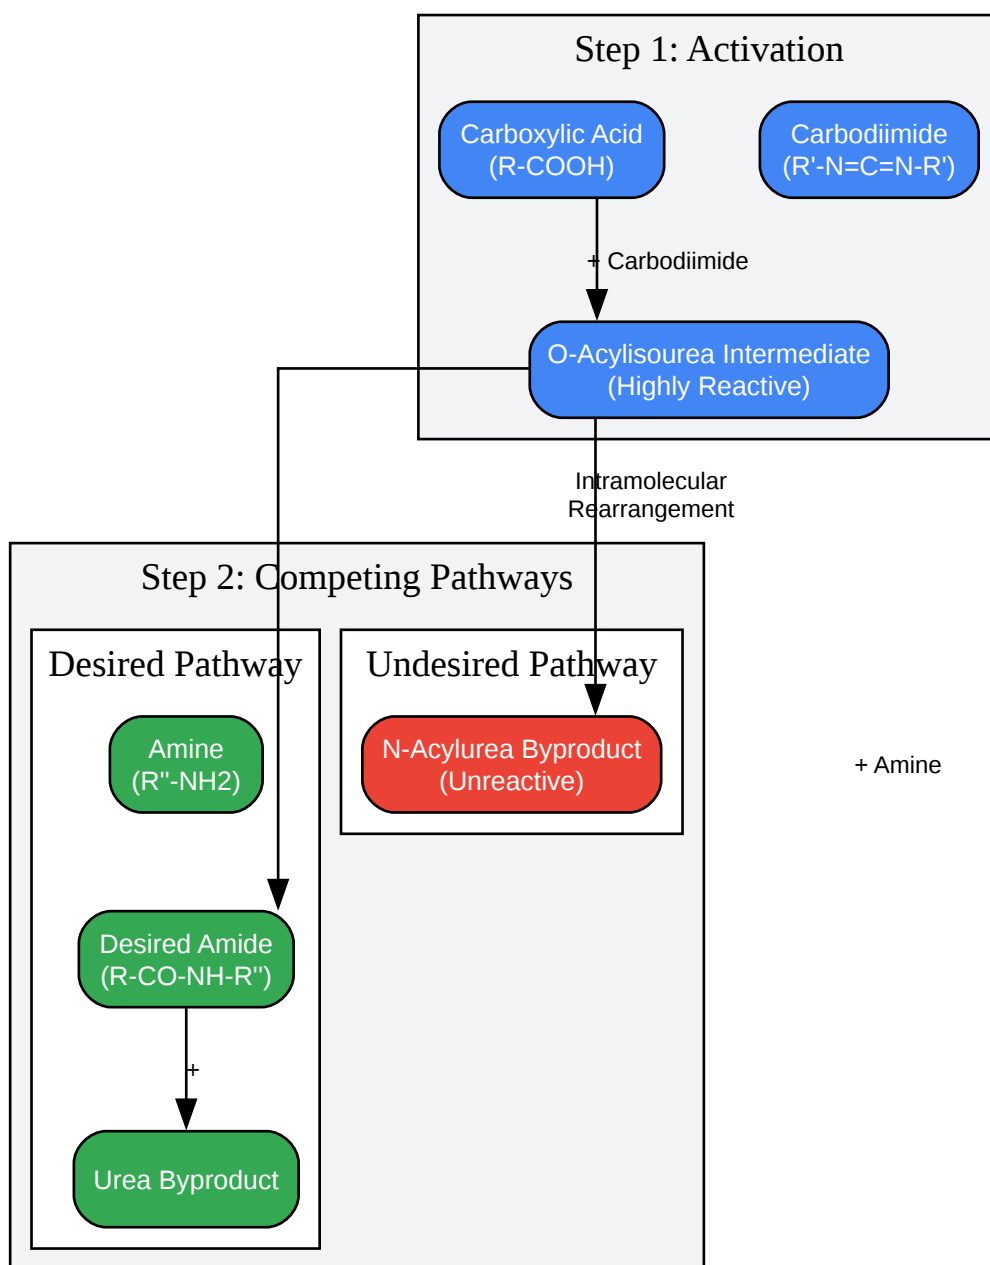 Step 1: Activation
Carboxylic Acid
(R-COOH)
Carbodiimide
(R'-N=C=N-R')
+ Carbodiimide
O-Acylisourea Intermediate
(Highly Reactive)
Intramolecular
Rearrangement
Step 2: Competing Pathways
Desired Pathway
Undesired Pathway
Amine
(R''-NH2)
N-Acylurea Byproduct
(Unreactive)
+ Amine
Desired Amide
(R-CO-NH-R'')
+
Urea Byproduct